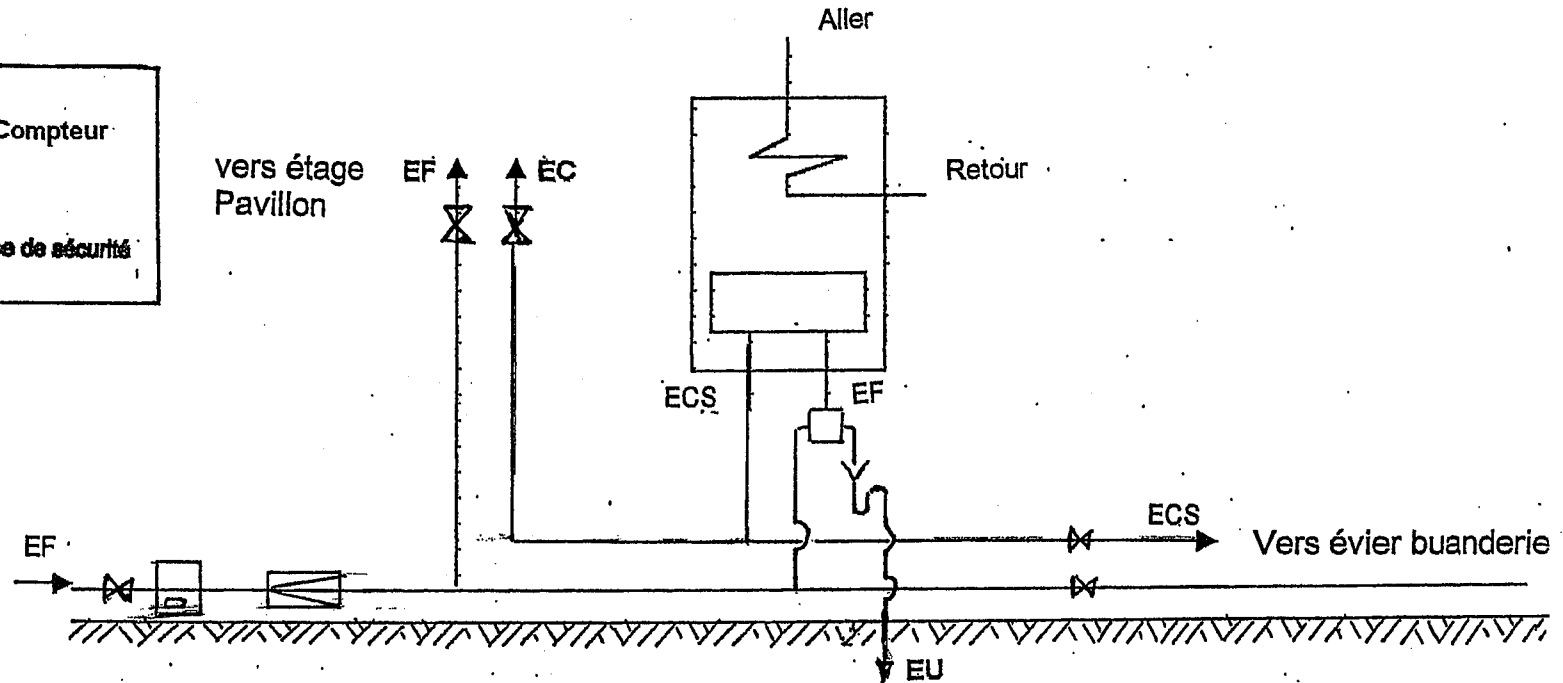 Aller
Compteur
vers étage
Pavillon
EF
EC
Retour
de sécurité
ECS
EF
ECS
EF
Vers évier buanderie
EU